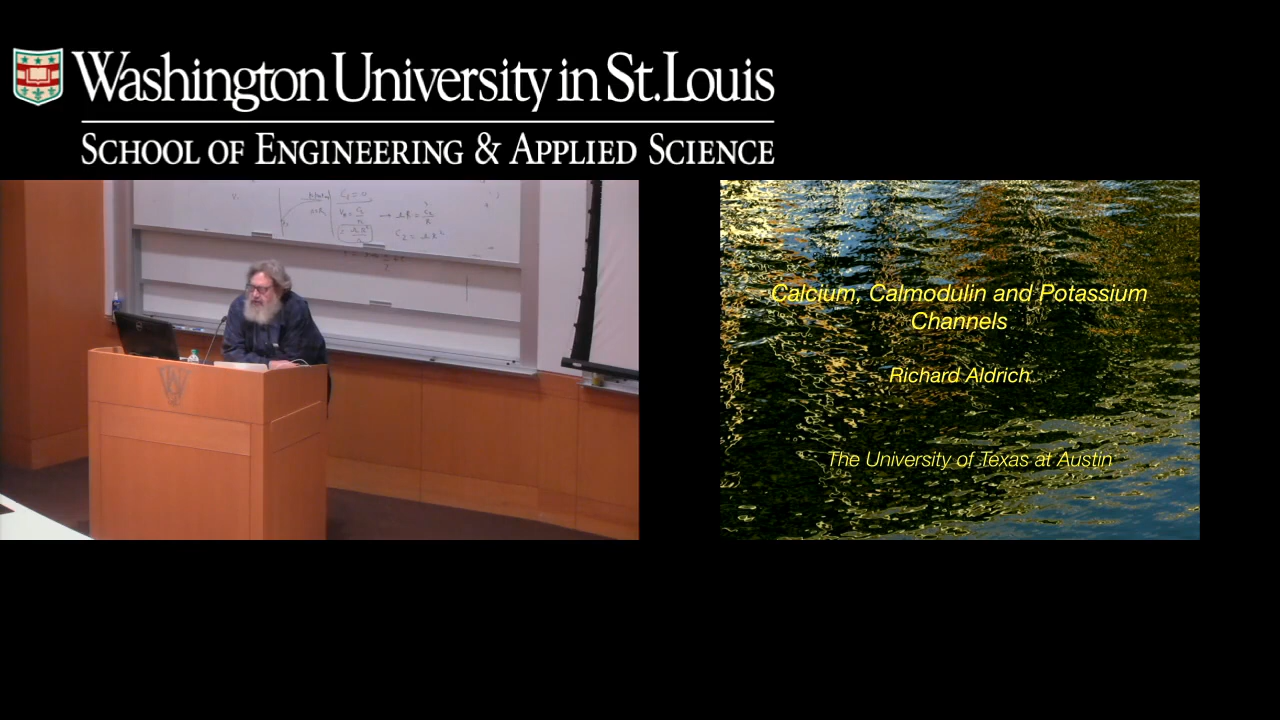 Washington University in St. Louis
SCHOOL OF ENGINEERING & APPLIED SCIENCE
Calcium, Calmodulin and Potassium
Channels
Richard Aldrich
The University of Texas at Austin